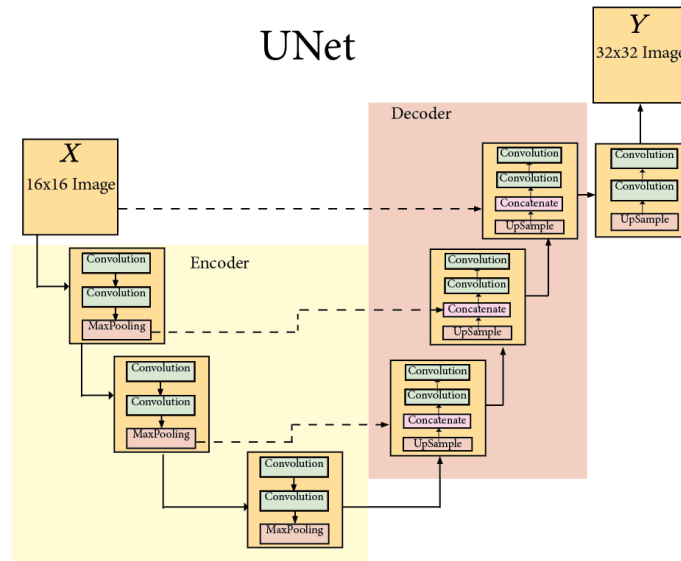 UNet
Y
32x32 Image
Decoder
X
16x16 Image
Convolution
Convolution
Concatenate
UpSample
Convolution
Convolution
UpSample
Encoder
Convolution
Convolution
MaxPooling
Convolution
Convolution
Concatenate
UpSample
Convolution
Convolution
MaxPooling
Convolution
Convolution
Concatenate
UpSample
Convolution
Convolution
MaxPooling